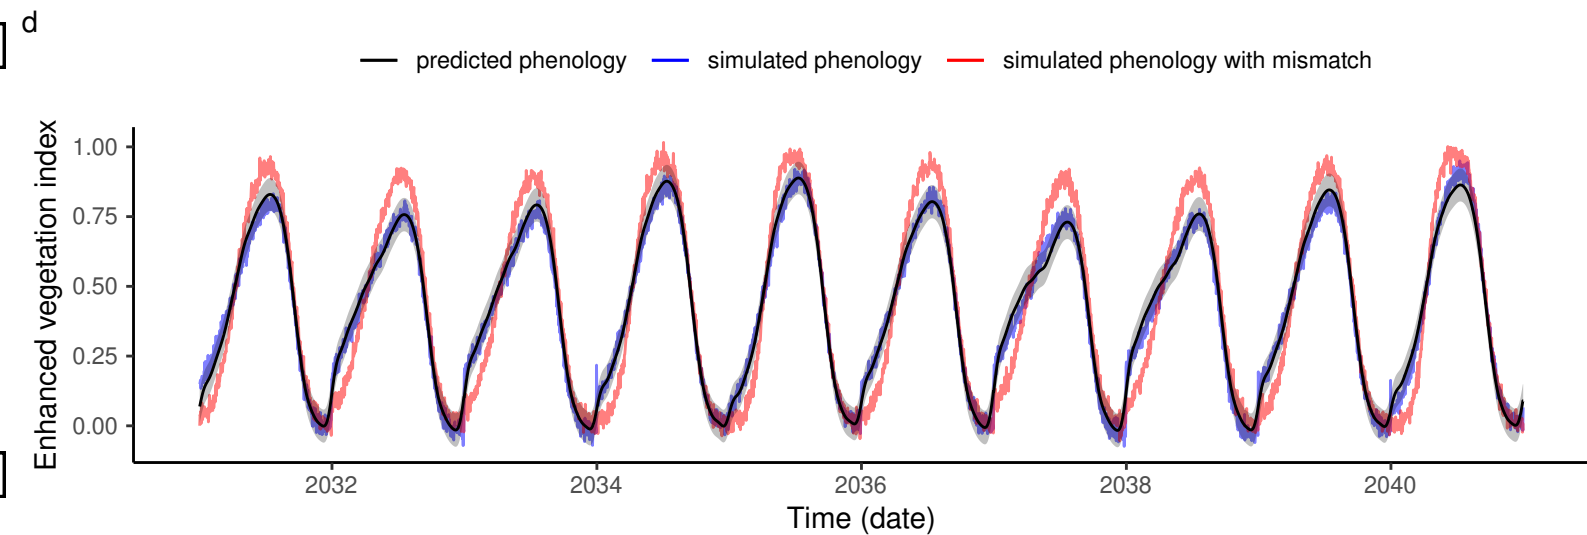 d
predicted phenology simulated phenology simulated phenology with mismatch
Enhanced vegetation index
1.00
0.75
0.50
0.25
0.00
2032 2034 2036 2038 2040
Time (date)